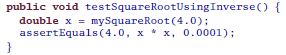 public void testSquareRootUsingInverse() {
double x = mySquareRoot(4.0);
assertEquals(4.0, x * x, 0.0001);
}